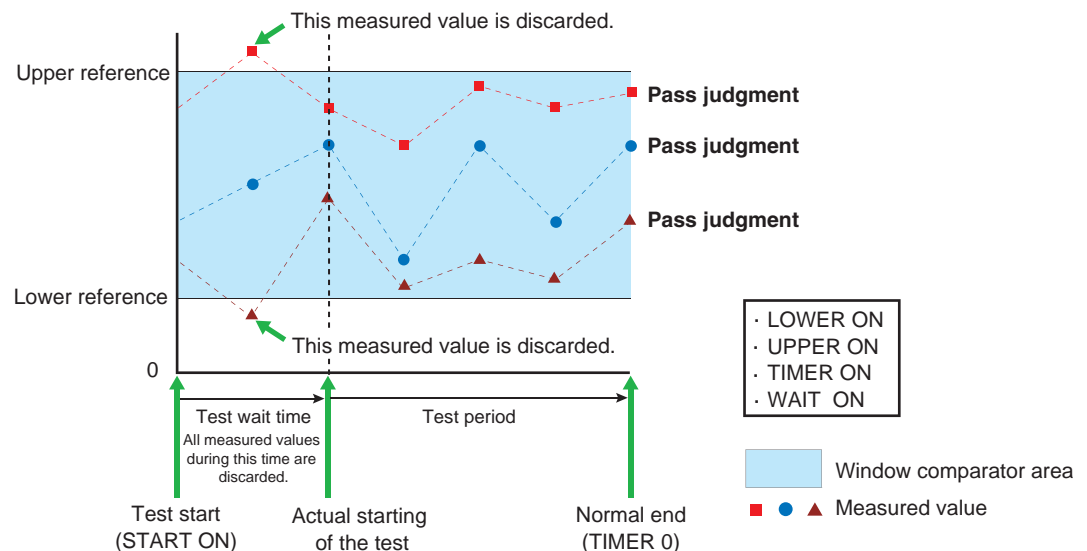 This measured value is discarded.
Upper reference
Pass judgment
Pass judgment
Pass judgment
Lower reference
This measured value is discarded.
0
· LOWER ON
· UPPER ON
· TIMER ON
· WAIT ON
Test wait time
All measured values
during this time are
discarded.
Test period
Window comparator area
Measured value
Test start
(START ON)
Actual starting
of the test
Normal end
(TIMER 0)